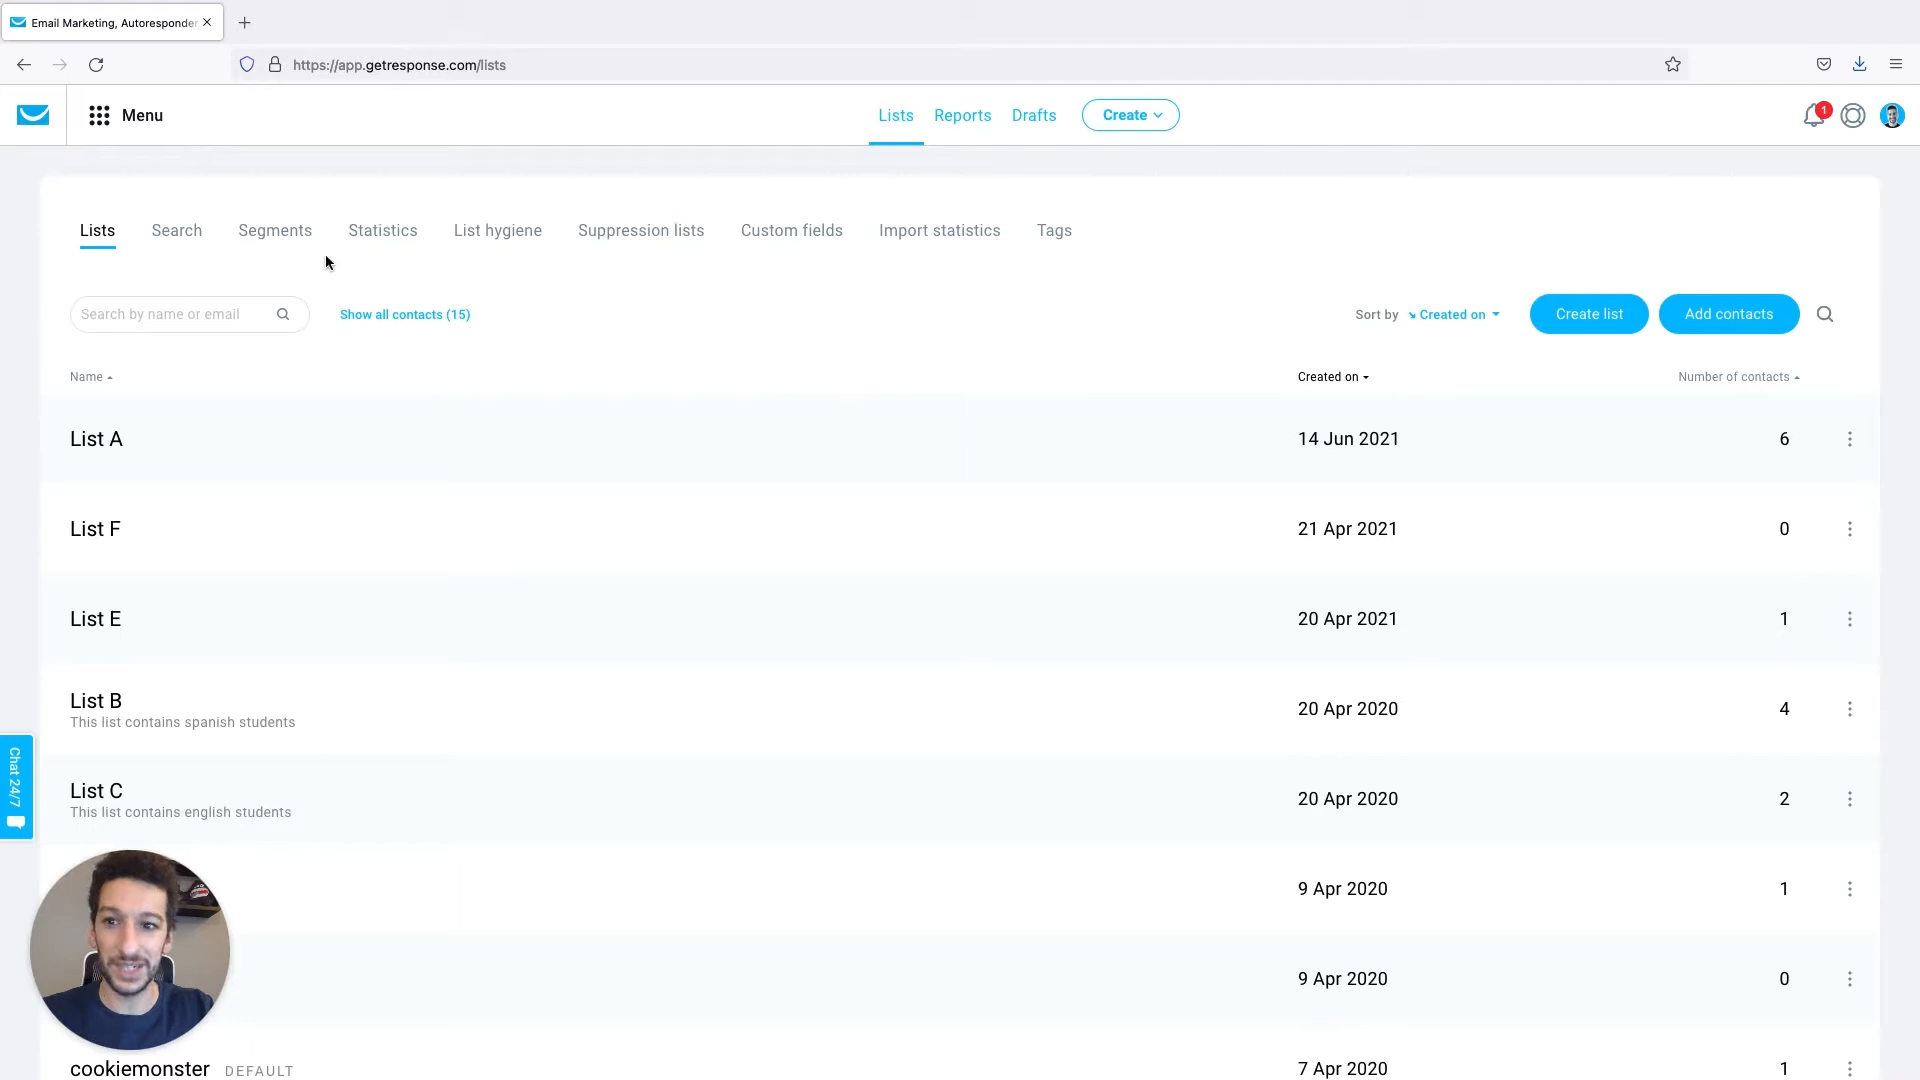 Email Marketing, Autoresponder
https://app.getresponse.com/lists
Menu
Lists Reports Drafts Create
1
Lists Search Segments Statistics List hygiene Suppression lists Custom fields Import statistics Tags
Search by name or email Show all contacts (15) Sort by Created on Create list Add contacts
Name Created on Number of contacts
List A 14 Jun 2021 6
List F 21 Apr 2021 0
List E 20 Apr 2021 1
List B 20 Apr 2020 4
This list contains spanish students
List C 20 Apr 2020 2
This list contains english students
Chat 24/7
9 Apr 2020 1
9 Apr 2020 0
cookiemonster DEFAULT 7 Apr 2020 1